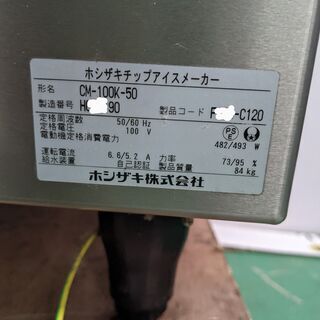 ホシザキチップアイスメーカー
形名 CM-100K-50
製造番号 H 90 製品コード F -C120
定格周波数 50/60 Hz
定格電圧 100 V
電動機定格消費電力 482/493 W
運転電流 6.6/5.2 A 力率 73/95 %
給水装置 自己認証 製品質量 84 kg
ホシザキ株式会社
PS
E